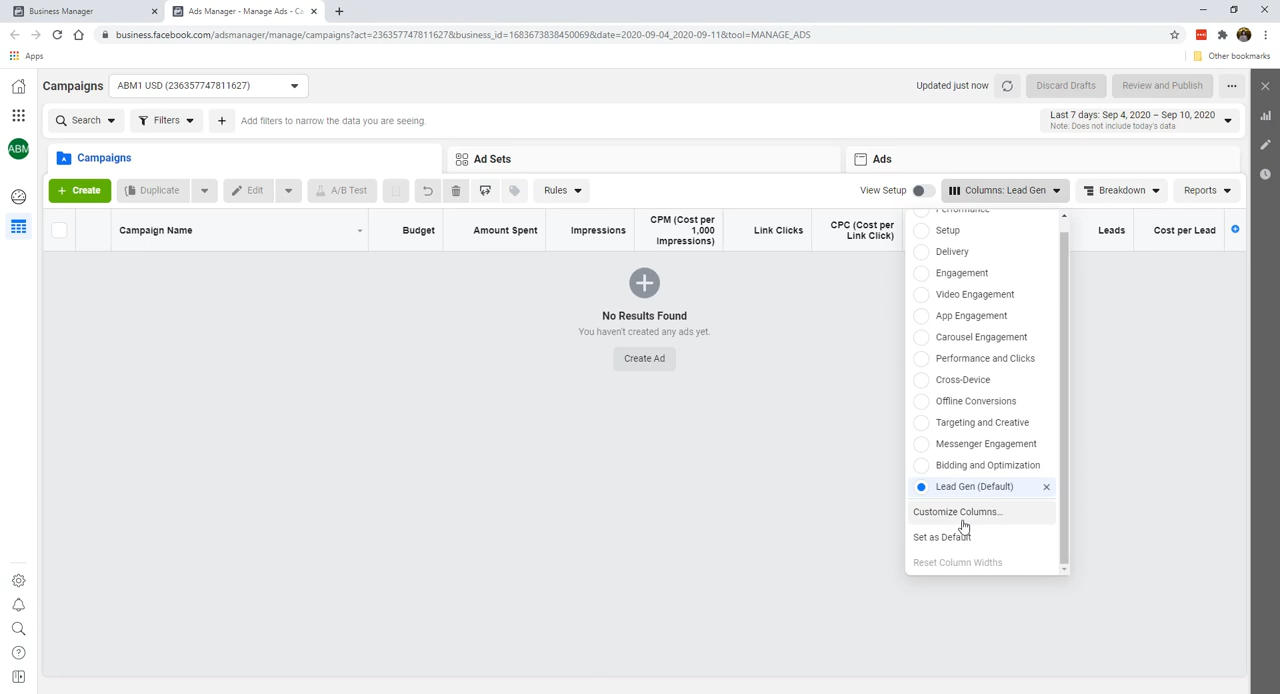 Business Manager
Ads Manager - Manage Ads - Ca
business.facebook.com/adsmanager/manage/campaigns?act=236357747811627&business_id=1683673838450069&date=2020-09-04_2020-09-11&tool=MANAGE_ADS
Apps
Other bookmarks
Campaigns
ABM1 USD (236357747811627)
Updated just now
Discard Drafts
Review and Publish
ABM
Search
Filters
Add filters to narrow the data you are seeing.
Last 7 days: Sep 4, 2020 – Sep 10, 2020
Note: Does not include today's data
Campaigns
Ad Sets
Ads
+ Create
Duplicate
Edit
A/B Test
Rules
View Setup
Columns: Lead Gen
Breakdown
Reports
Campaign Name
Budget
Amount Spent
Impressions
CPM (Cost per
1,000
Impressions)
Link Clicks
CPC (Cost per
Link Click)
Leads
Cost per Lead
Performance
Setup
Delivery
Engagement
Video Engagement
App Engagement
Carousel Engagement
Performance and Clicks
Cross-Device
Offline Conversions
Targeting and Creative
Messenger Engagement
Bidding and Optimization
Lead Gen (Default)
Customize Columns...
Set as Default
Reset Column Widths
No Results Found
You haven't created any ads yet.
Create Ad